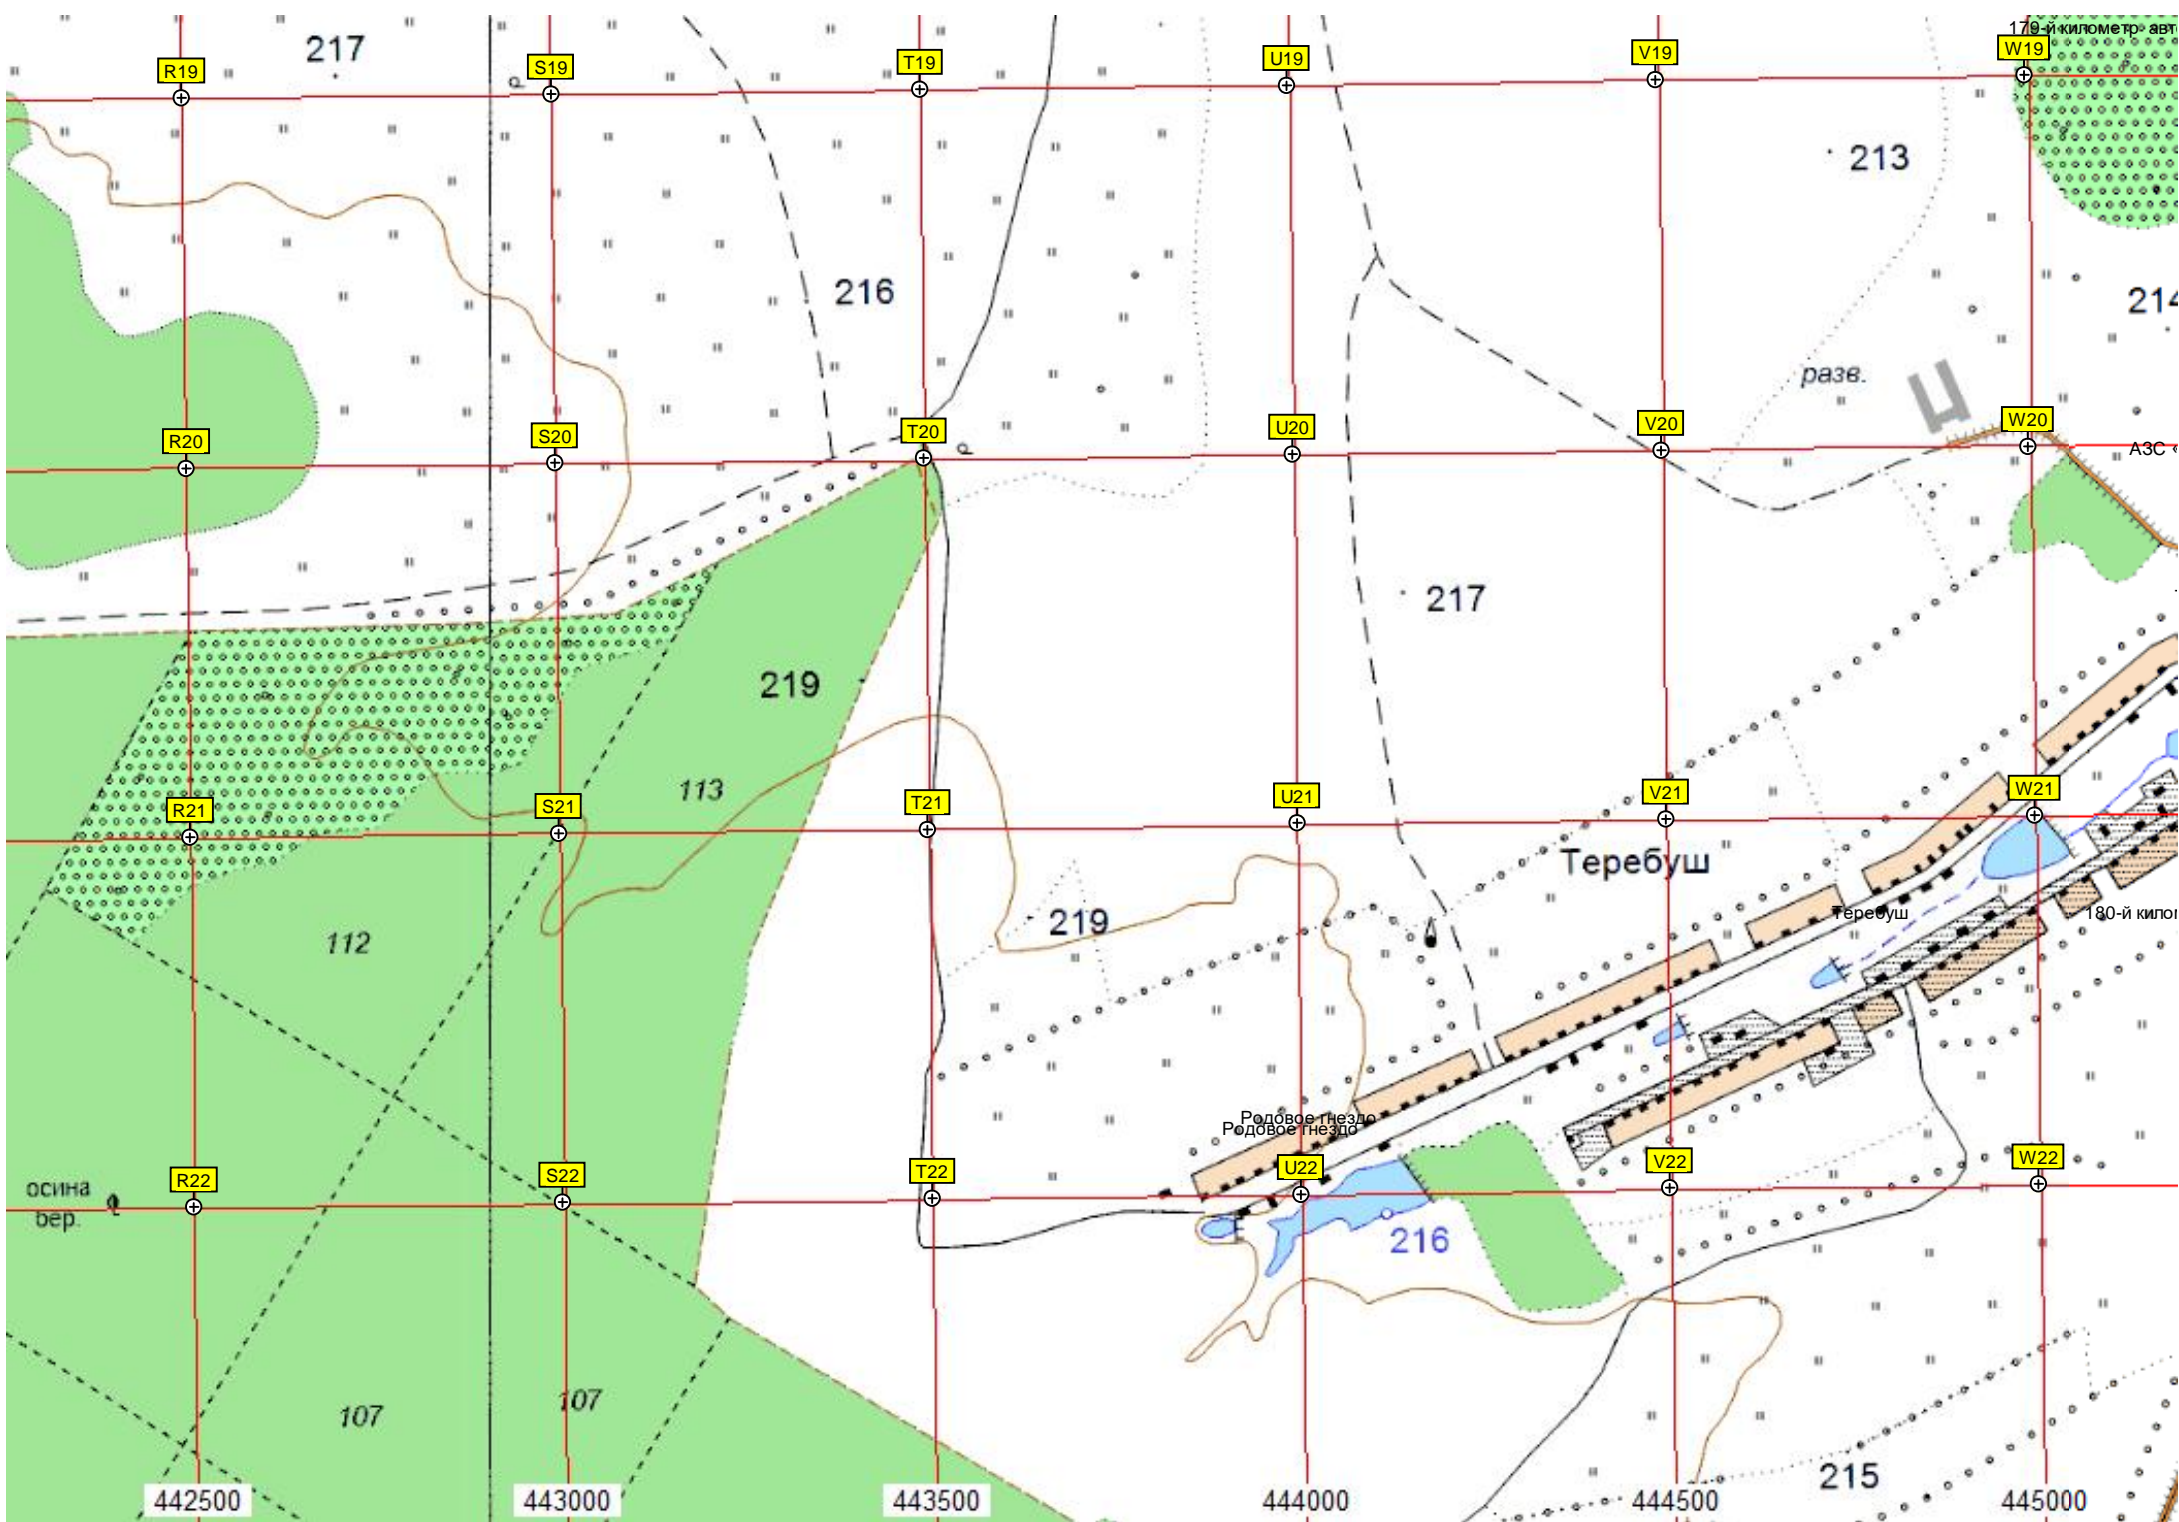 179-й километр авт
217
R19
S19
T19
U19
V19
W19
213
216
214
разв.
R20
S20
T20
U20
V20
W20
АЗС «
217
219
113
R21
S21
T21
U21
V21
W21
Теребуш
219
Теребуш
180-й килом
112
Родовое гнездо
Родовое гнездо
R22
S22
T22
U22
V22
W22
осина
бер.
216
107
107
215
442500
443000
443500
444000
444500
445000